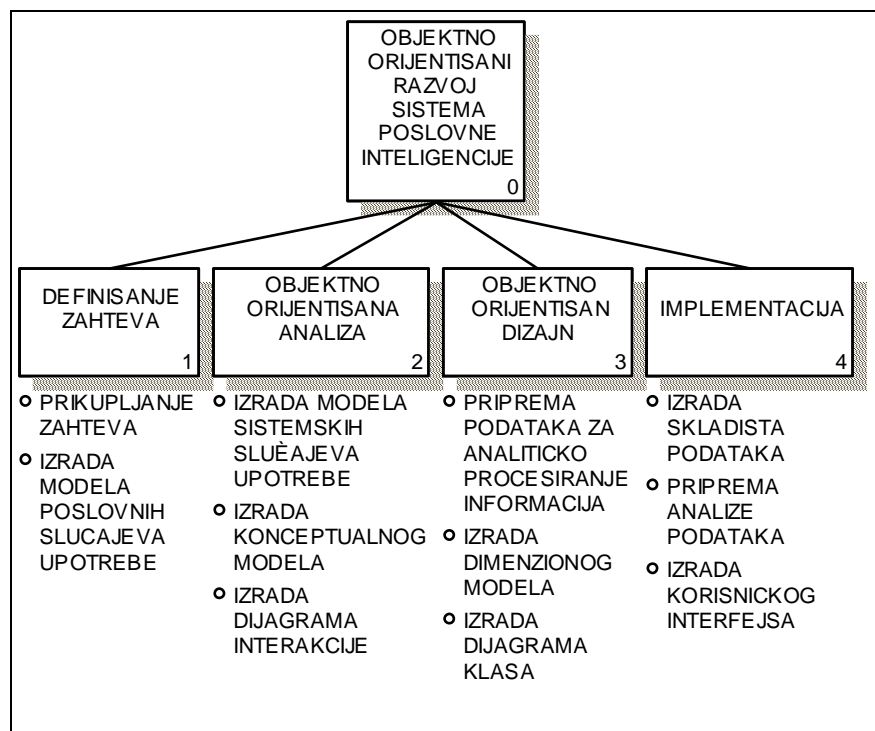 OBJEKTNO
ORIJENTISANI
RAZVOJ
SISTEMA
POSLOVNE
INTELIGENCIJE
0
DEFINISANJE
ZAHTEVA
1
OBJEKTNO
ORIJENTISANA
ANALIZA
2
OBJEKTNO
ORIJENTISAN
DIZAJN
3
IMPLEMENTACIJA
4
PRIKUPLJANJE
ZAHTEVA
IZRADA
MODELA
POSLOVNIH
SLUCAJEVA
UPOTREBE
IZRADA MODELA
SISTEMSKIH
SLUÈAJEVA
UPOTREBE
IZRADA
KONCEPTUALNOG
MODELA
IZRADA
DIJAGRAMA
INTERAKCIJE
PRIPREMA
PODATAKA ZA
ANALITICKO
PROCESIRANJE
INFORMACIJA
IZRADA
DIMENZIONOG
MODELA
IZRADA
DIJAGRAMA
KLASA
IZRADA
SKLADISTA
PODATAKA
PRIPREMA
ANALIZE
PODATAKA
IZRADA
KORISNICKOG
INTERFEJSA